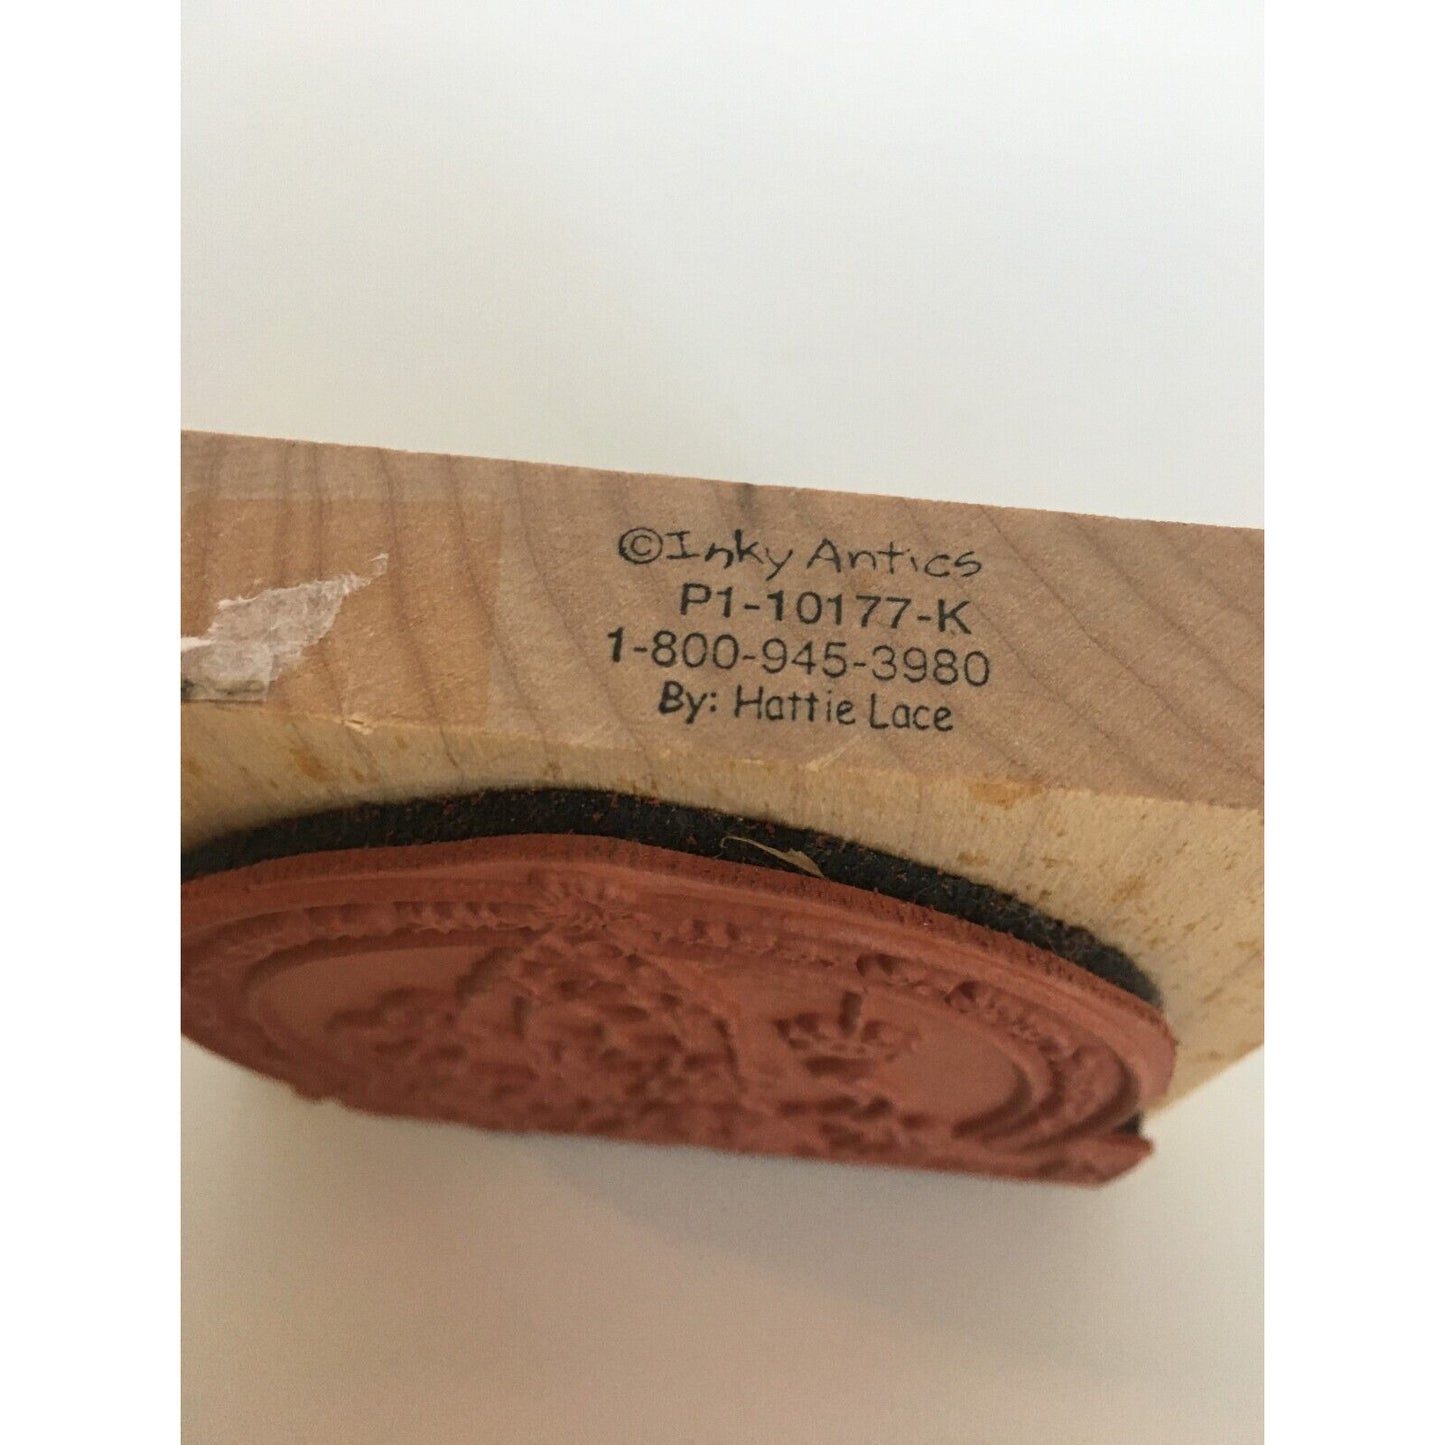 ©Inky Antics
P1-10177-K
1-800-945-3980
By: Hattie Lace